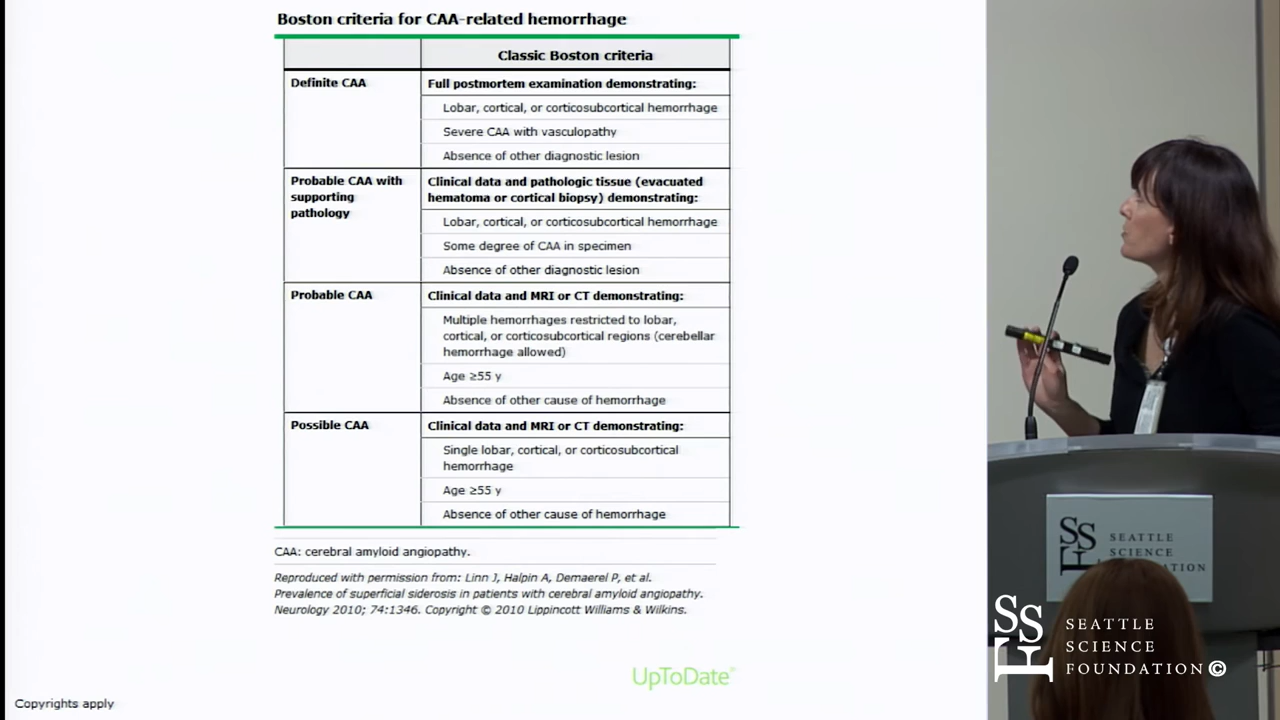 Boston criteria for CAA-related hemorrhage
Classic Boston criteria
Definite CAA
Full postmortem examination demonstrating:
Lobar, cortical, or corticosubcortical hemorrhage
Severe CAA with vasculopathy
Absence of other diagnostic lesion
Probable CAA with
supporting
pathology
Clinical data and pathologic tissue (evacuated
hematoma or cortical biopsy) demonstrating:
Lobar, cortical, or corticosubcortical hemorrhage
Some degree of CAA in specimen
Absence of other diagnostic lesion
Probable CAA
Clinical data and MRI or CT demonstrating:
Multiple hemorrhages restricted to lobar,
cortical, or corticosubcortical regions (cerebellar
hemorrhage allowed)
Age ≥55 y
Absence of other cause of hemorrhage
Possible CAA
Clinical data and MRI or CT demonstrating:
Single lobar, cortical, or corticosubcortical
hemorrhage
Age ≥55 y
Absence of other cause of hemorrhage
CAA: cerebral amyloid angiopathy.
Reproduced with permission from: Linn J, Halpin A, Demaerel P, et al.
Prevalence of superficial siderosis in patients with cerebral amyloid angiopathy.
Neurology 2010; 74:1346. Copyright © 2010 Lippincott Williams & Wilkins.
UpToDate®
Copyrights apply
SSF
SEATTLE
SCIENCE
SSF
SEATTLE
SCIENCE
FOUNDATION©